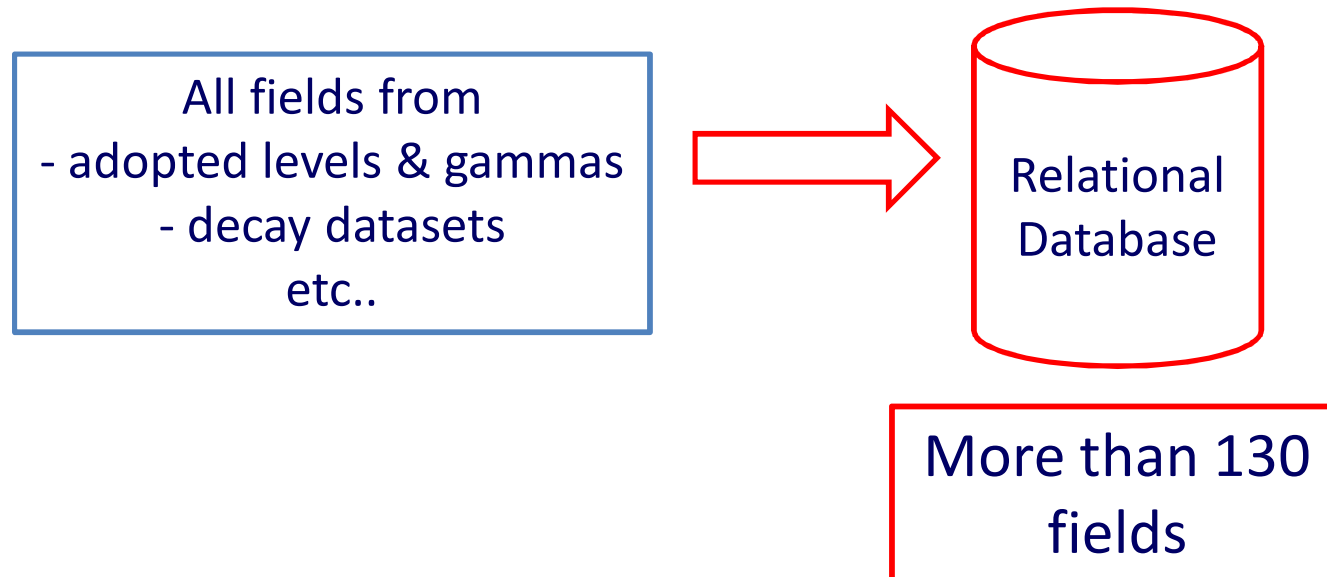 All fields from
- adopted levels & gammas
- decay datasets
etc..
Relational
Database
More than 130
fields